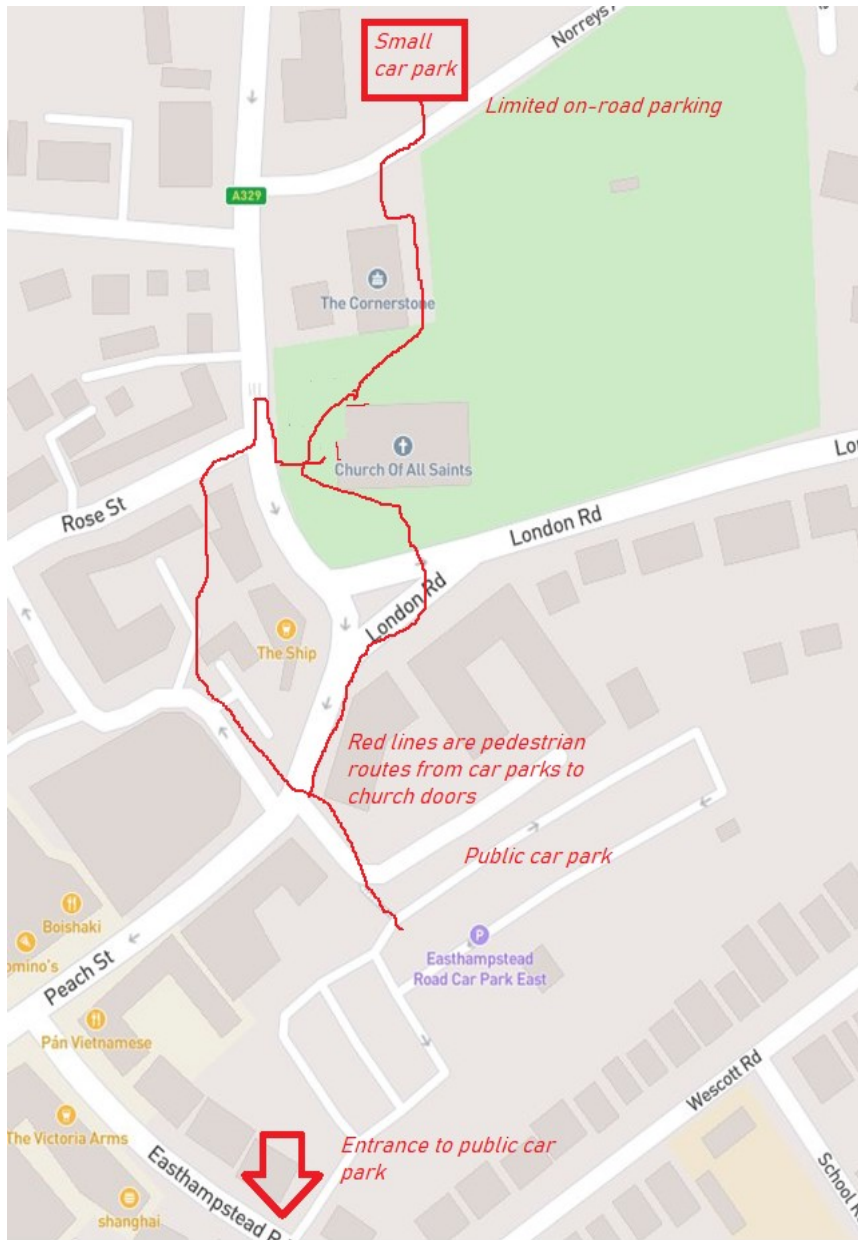 Small
car park
Norreys
Limited on-road parking
A329
The Cornerstone
Church Of All Saints
Rose St
London Rd
London Rd
The Ship
Red lines are pedestrian
routes from car parks to
church doors
Public car park
Boishaki
omino's
Peach St
P
Easthampstead
Road Car Park East
Pán Vietnamese
Wescott Rd
The Victoria Arms
Entrance to public car
park
Easthampstead R
School R
shanghai